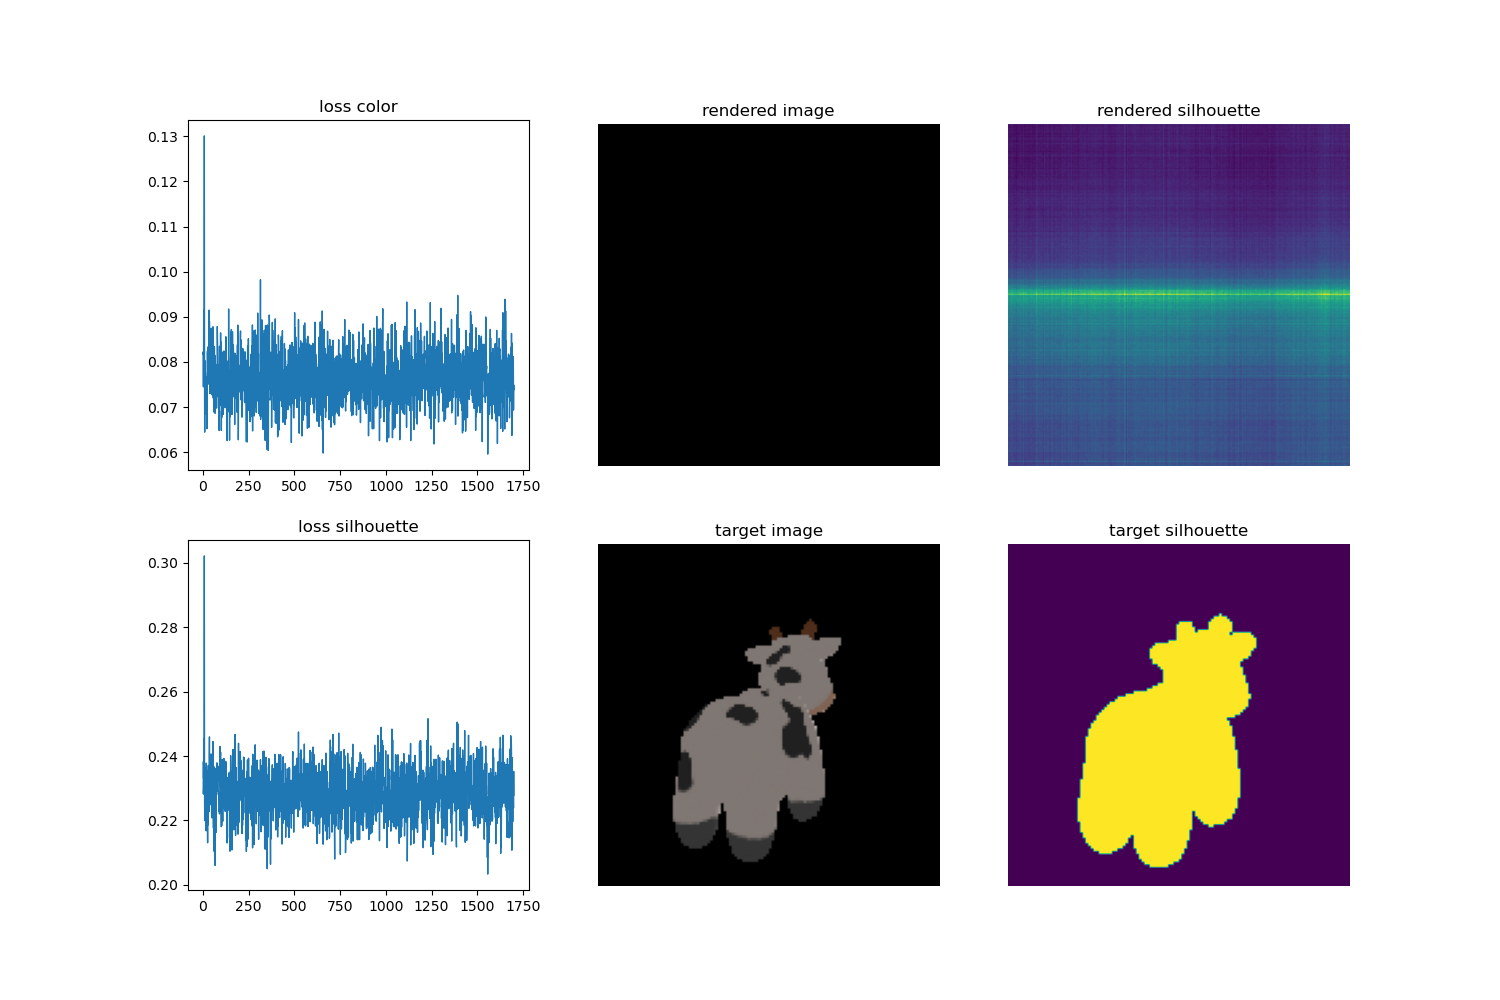 loss color
0.13
0.12
0.11
0.10
0.09
0.08
0.07
0.06
0 250 500 750 1000 1250 1500 1750
rendered image
rendered silhouette
loss silhouette
0.30
0.28
0.26
0.24
0.22
0.20
0 250 500 750 1000 1250 1500 1750
target image
target silhouette